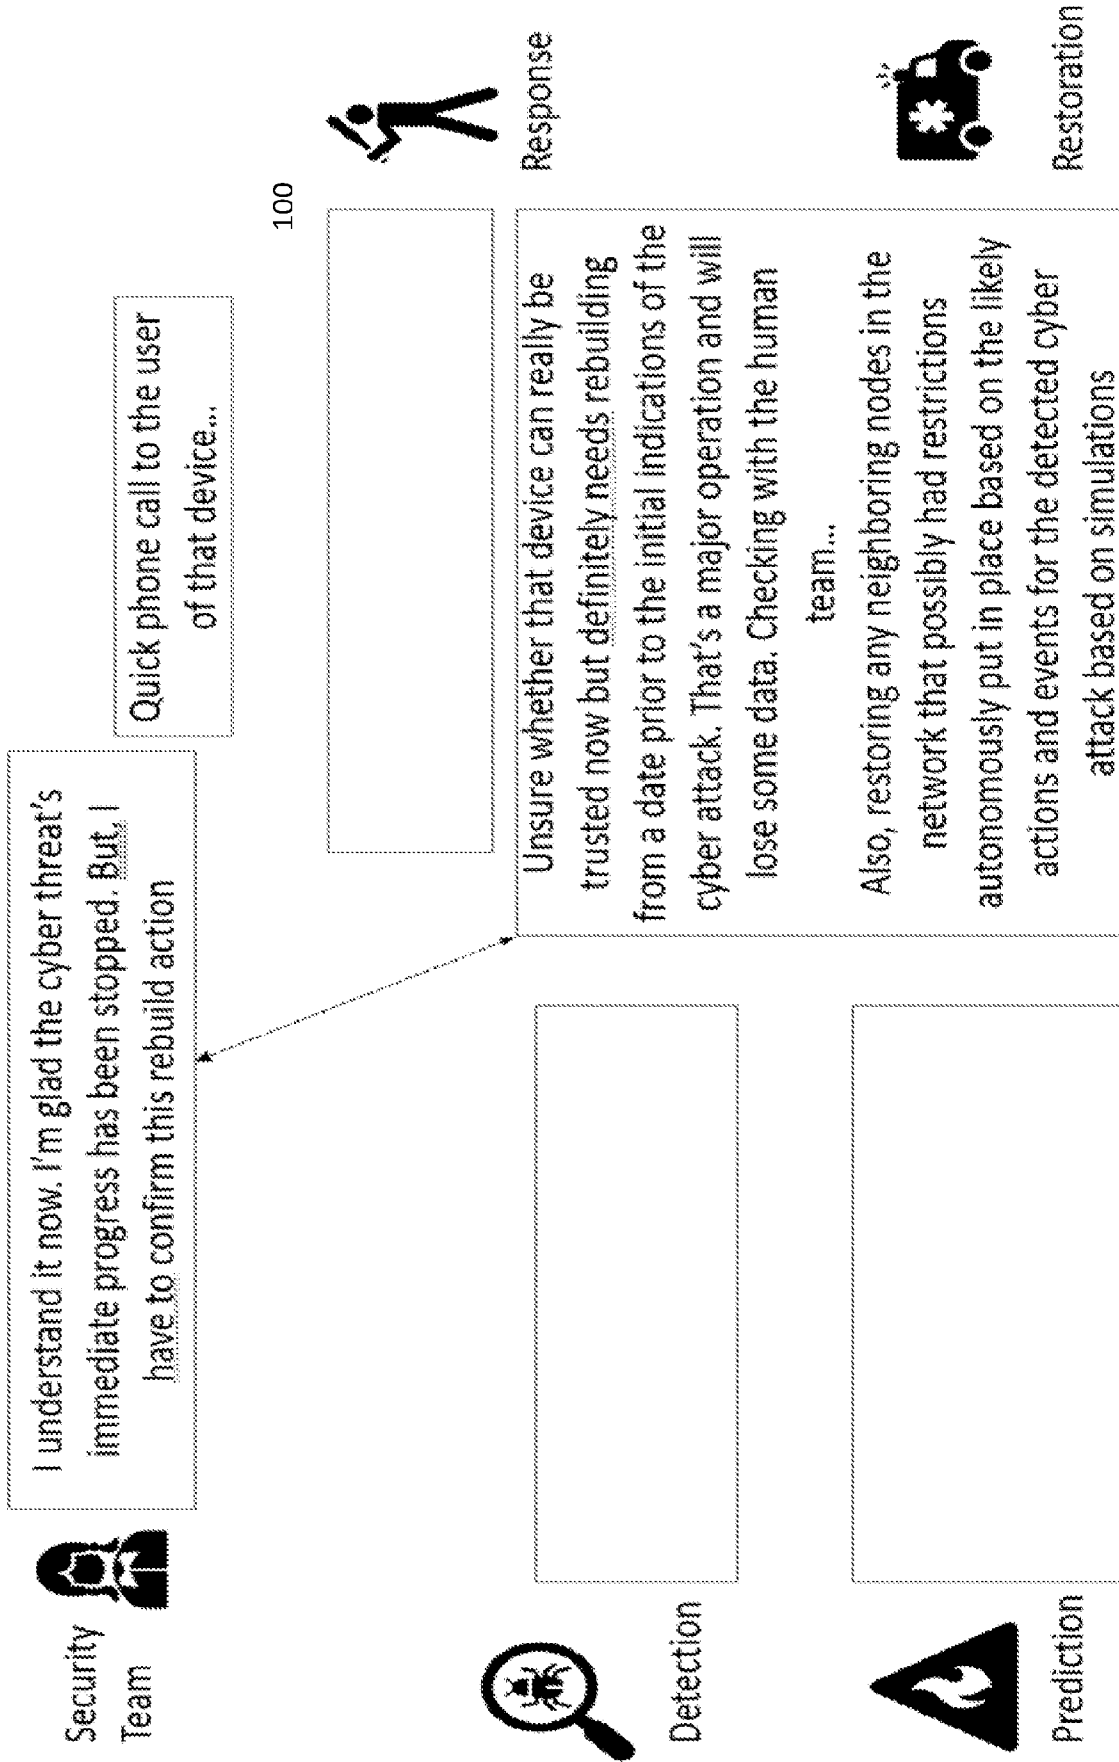 Security
Team
I understand it now. I'm glad the cyber threat's
immediate progress has been stopped. But, I
have to confirm this rebuild action
Quick phone call to the user
of that device...
100
Detection
Response
Unsure whether that device can really be
trusted now but definitely needs rebuilding
from a date prior to the initial indications of the
cyber attack. That's a major operation and will
lose some data. Checking with the human
team...
Also, restoring any neighboring nodes in the
network that possibly had restrictions
autonomously put in place based on the likely
actions and events for the detected cyber
attack based on simulations
Prediction
Restoration